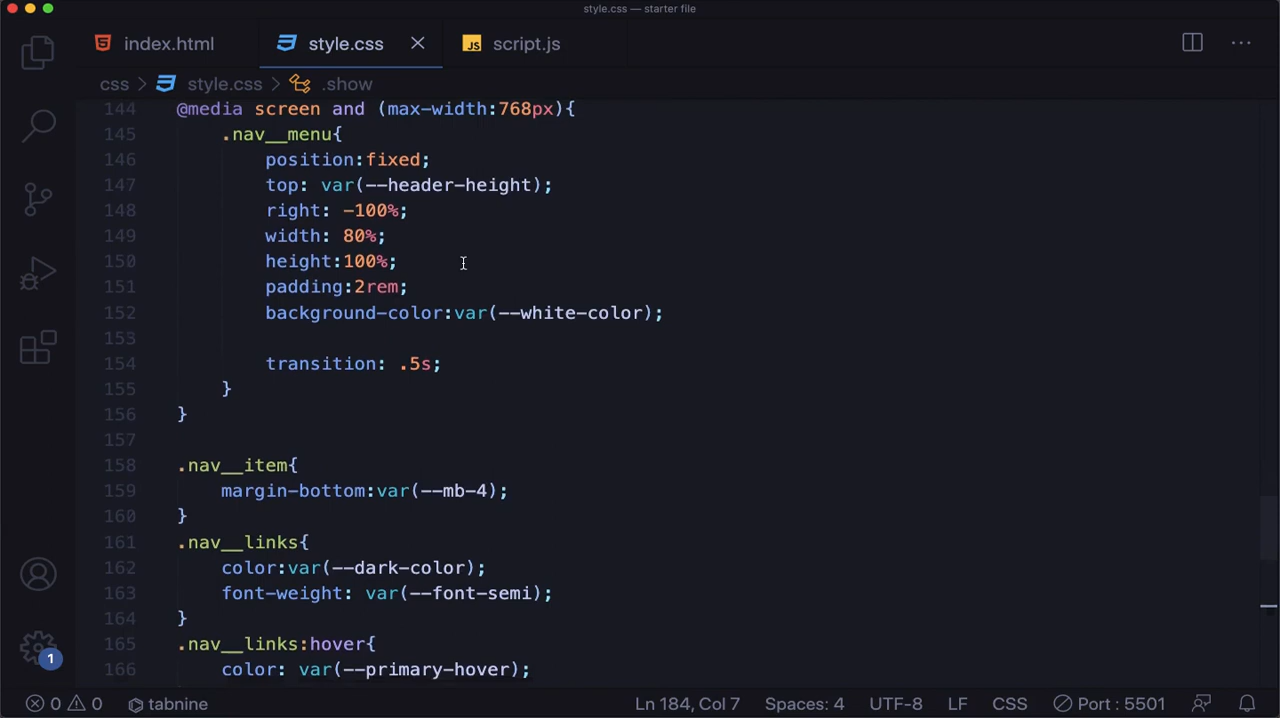 style.css — starter file
index.html style.css script.js
css style.css .show
144 @media screen and (max-width:768px){
145 .nav__menu{
146 position:fixed;
147 top: var(--header-height);
148 right: -100%;
149 width: 80%;
150 height:100%;
151 padding:2rem;
152 background-color:var(--white-color);
153
154 transition: .5s;
155 }
156 }
157
158 .nav__item{
159 margin-bottom:var(--mb-4);
160 }
161 .nav__links{
162 color:var(--dark-color);
163 font-weight: var(--font-semi);
164 }
165 .nav__links:hover{
166 color: var(--primary-hover);
1
0 0 tabnine Ln 184, Col 7 Spaces: 4 UTF-8 LF CSS Port : 5501